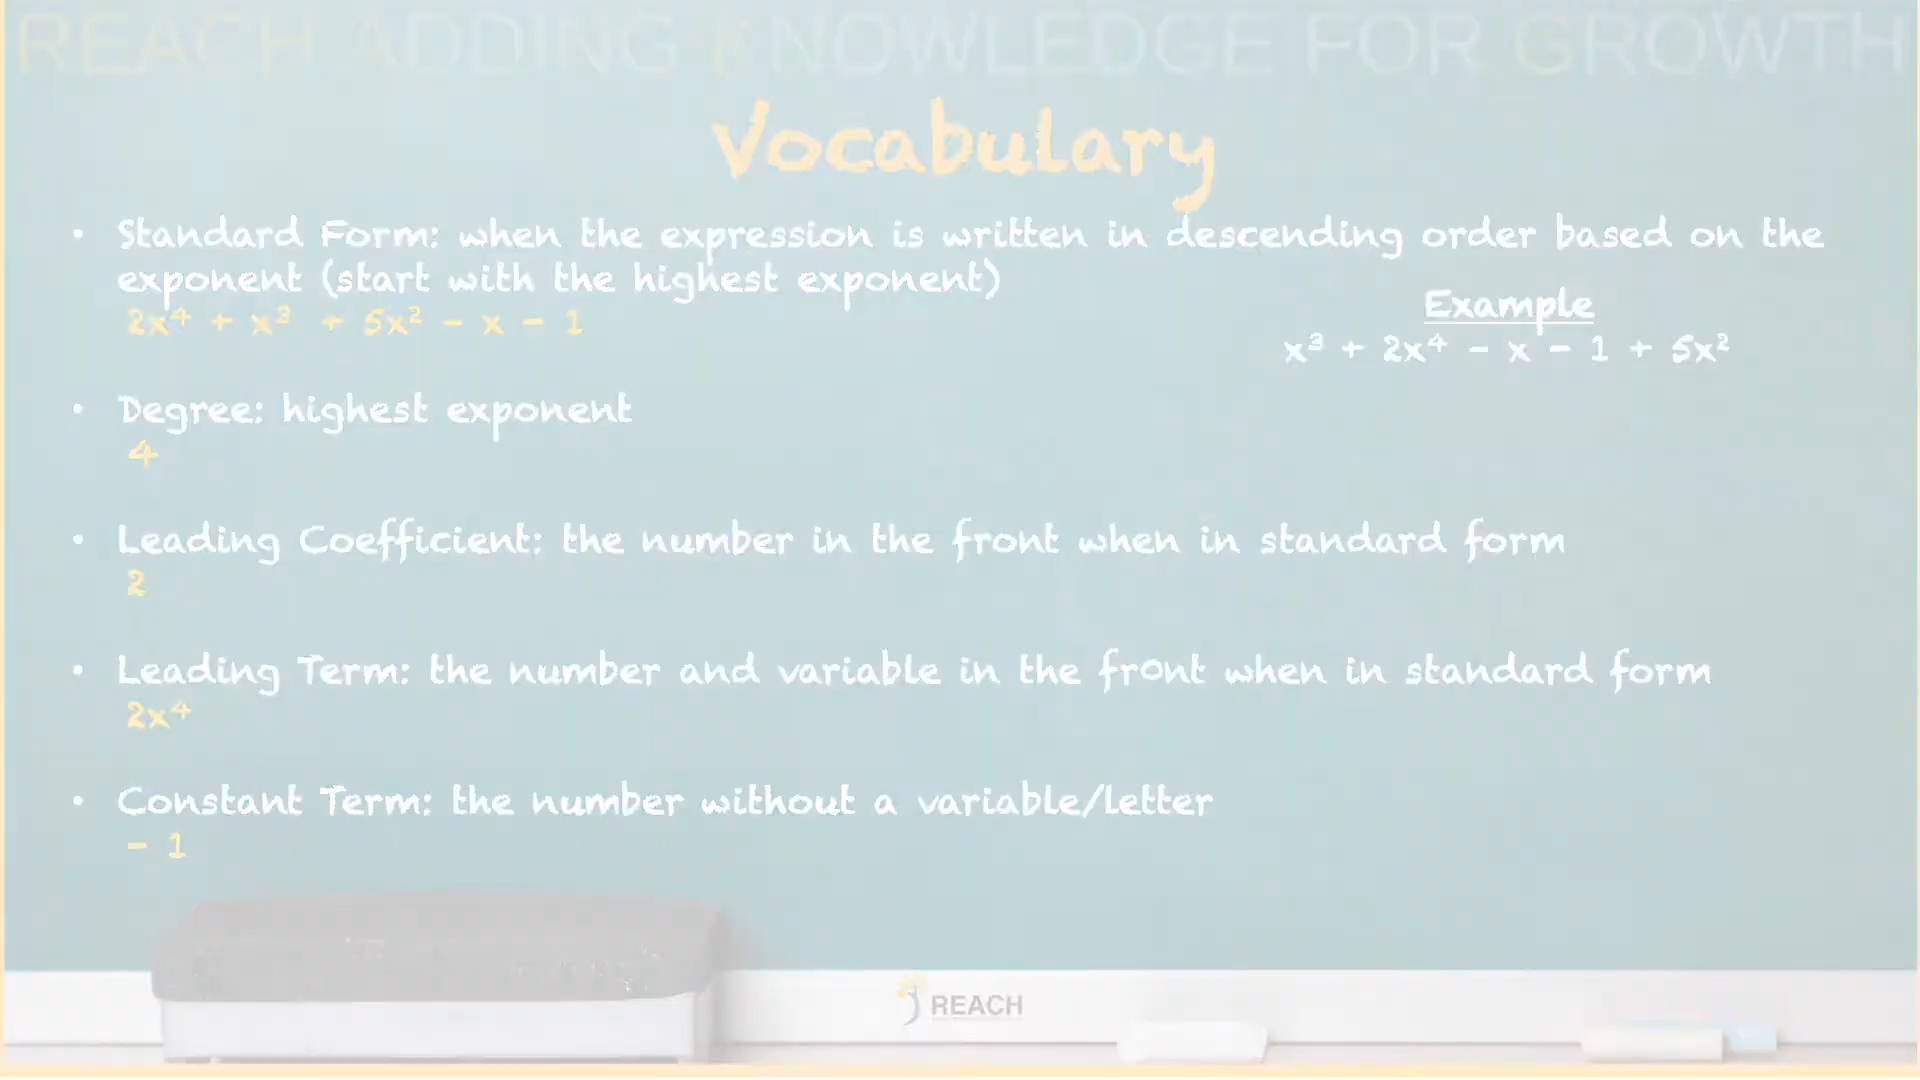 REACH ADDING KNOWLEDGE FOR GROWTH
Vocabulary
• Standard Form: when the expression is written in descending order based on the
exponent (start with the highest exponent)
2x⁴ + x³ + 5x² - x - 1
Example
x³ + 2x⁴ - x - 1 + 5x²
• Degree: highest exponent
4
• Leading Coefficient: the number in the front when in standard form
2
• Leading Term: the number and variable in the front when in standard form
2x⁴
• Constant Term: the number without a variable/letter
- 1
REACH